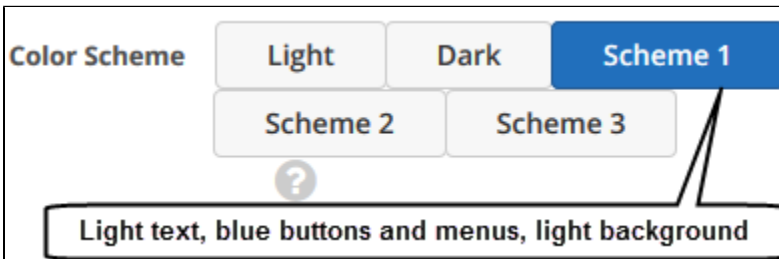 Color Scheme Light Dark Scheme 1
Scheme 2 Scheme 3
?
Light text, blue buttons and menus, light background